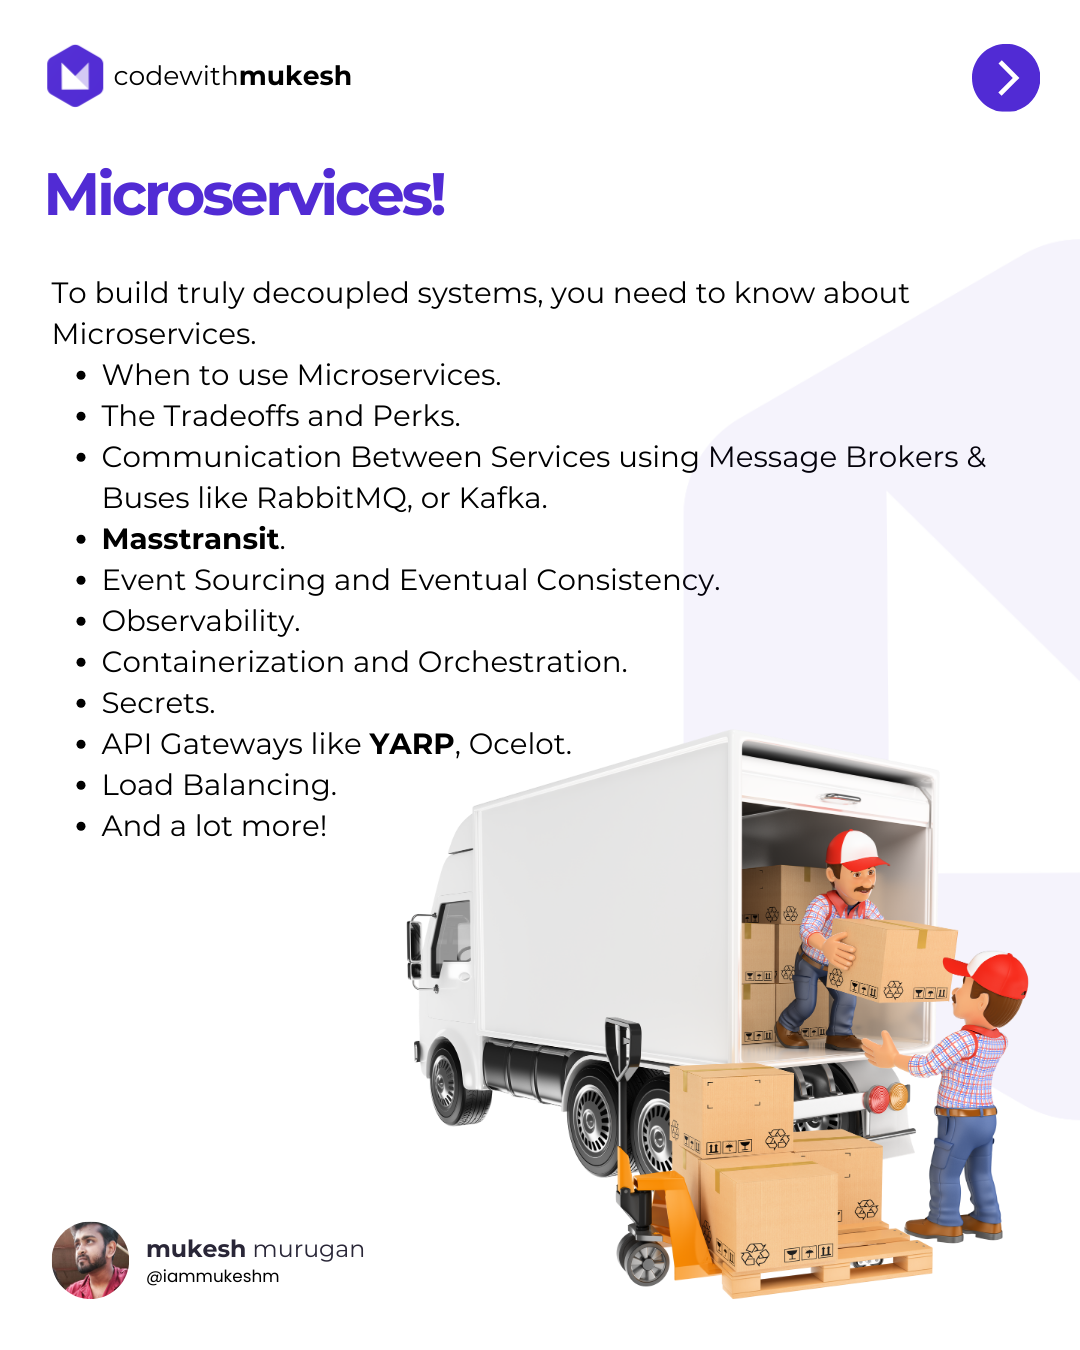 codewithmukesh
Microservices!
To build truly decoupled systems, you need to know about
Microservices.
• When to use Microservices.
• The Tradeoffs and Perks.
• Communication Between Services using Message Brokers &
Buses like RabbitMQ, or Kafka.
• Masstransit.
• Event Sourcing and Eventual Consistency.
• Observability.
• Containerization and Orchestration.
• Secrets.
• API Gateways like YARP, Ocelot.
• Load Balancing.
• And a lot more!
mukesh murugan
@iammukeshm